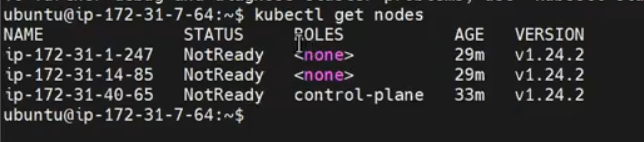 ubuntu@ip-172-31-7-64:~$ kubectl get nodes
NAME STATUS ROLES AGE VERSION
ip-172-31-1-247 NotReady <none> 29m v1.24.2
ip-172-31-14-85 NotReady <none> 29m v1.24.2
ip-172-31-40-65 NotReady control-plane 33m v1.24.2
ubuntu@ip-172-31-7-64:~$